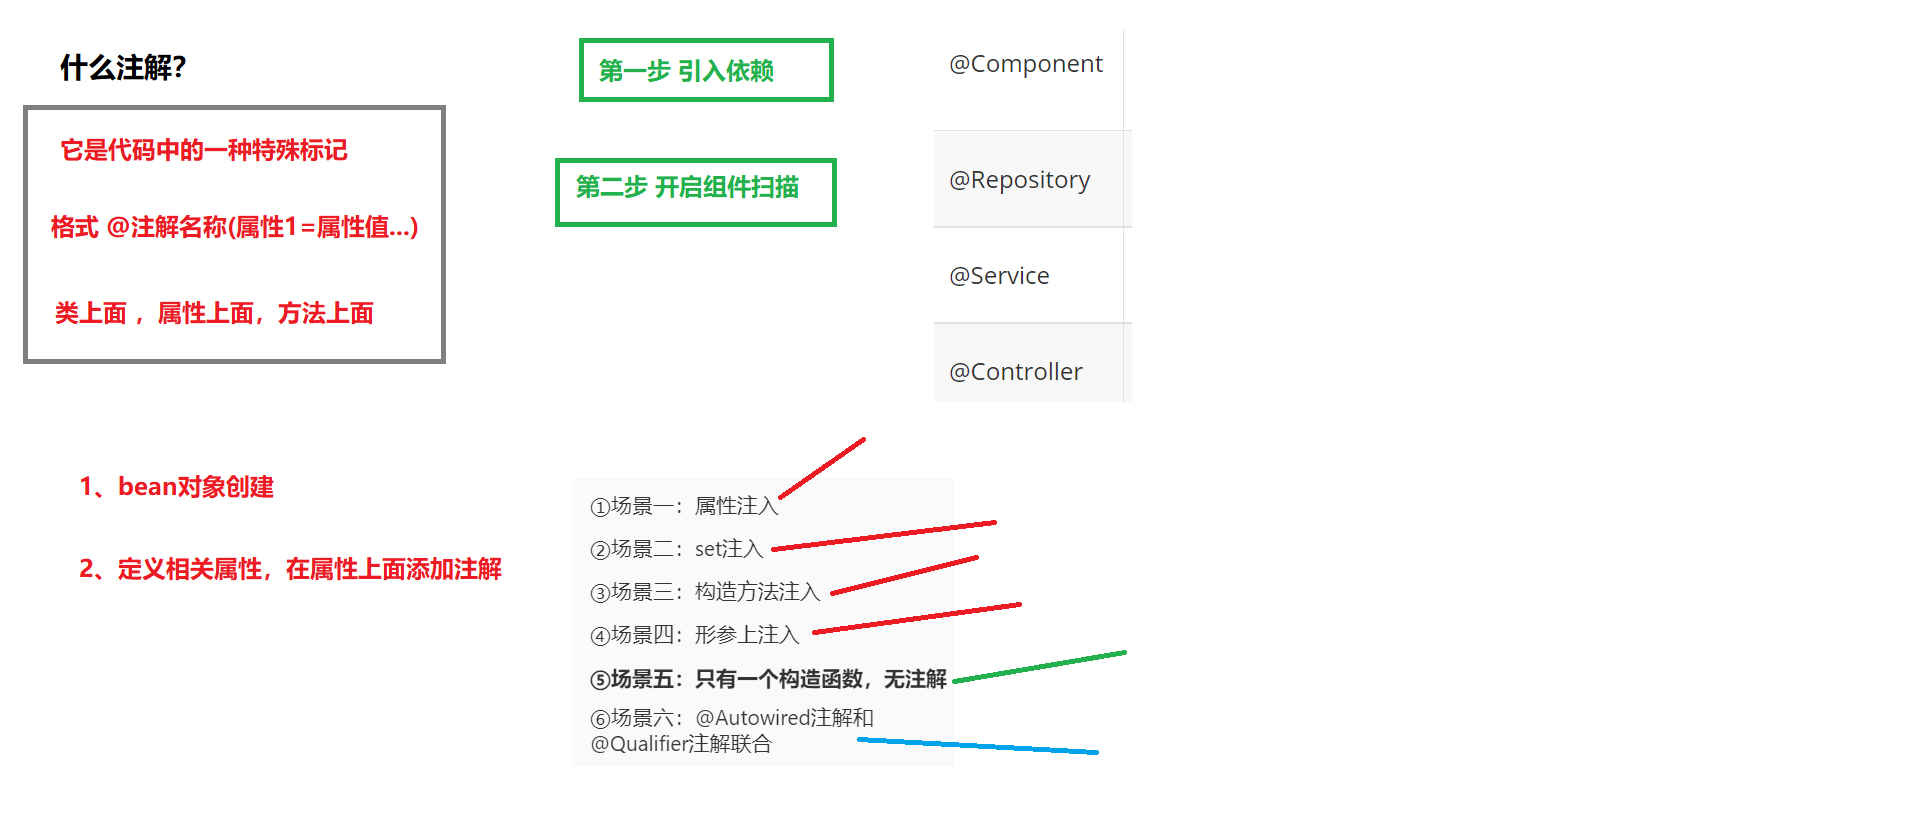 什么注解?
它是代码中的一种特殊标记
格式 @注解名称(属性1=属性值...)
类上面 ，属性上面，方法上面
第一步 引入依赖
第二步 开启组件扫描
@Component
@Repository
@Service
@Controller
1、bean对象创建
2、定义相关属性，在属性上面添加注解
①场景一：属性注入
②场景二：set注入
③场景三：构造方法注入
④场景四：形参上注入
⑤场景五：只有一个构造函数，无注解
⑥场景六：@Autowired注解和
@Qualifier注解联合